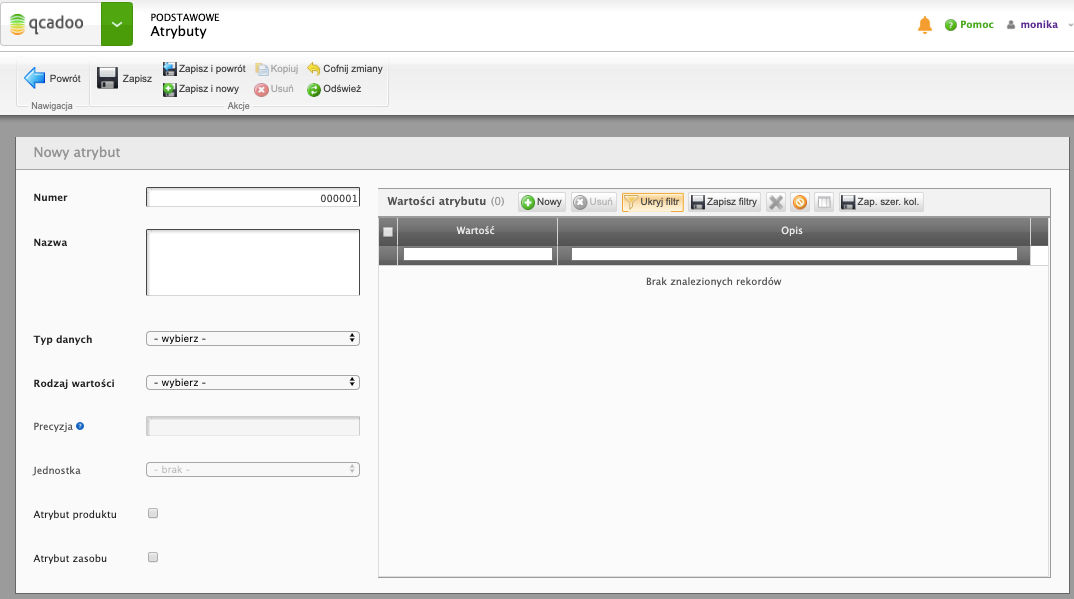 qcadoo
PODSTAWOWE
Atrybuty
Pomoc
monika
Powrót
Nawigacja
Zapisz
Zapisz i powrót
Kopiuj
Cofnij zmiany
Zapisz i nowy
Usuń
Odśwież
Akcje
Nowy atrybut
Numer
000001
Nazwa
Typ danych
- wybierz -
Rodzaj wartości
- wybierz -
Precyzja ?
Jednostka
- brak -
Atrybut produktu
Atrybut zasobu
Wartości atrybutu (0)
Nowy
Usuń
Ukryj filtr
Zapisz filtry
Zap. szer. kol.
Wartość
Opis
Brak znalezionych rekordów